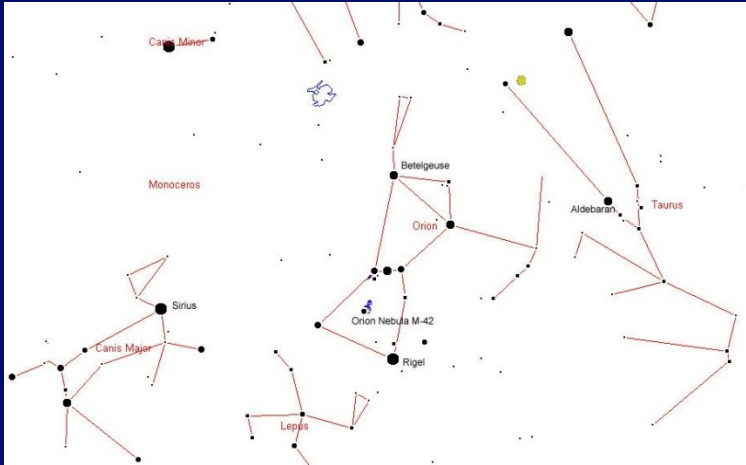 Canis Minor
Betelgeuse
Monoceros
Aldebaran
Taurus
Orion
Sirius
Orion Nebula M-42
Canis Major
Rigel
Lepus